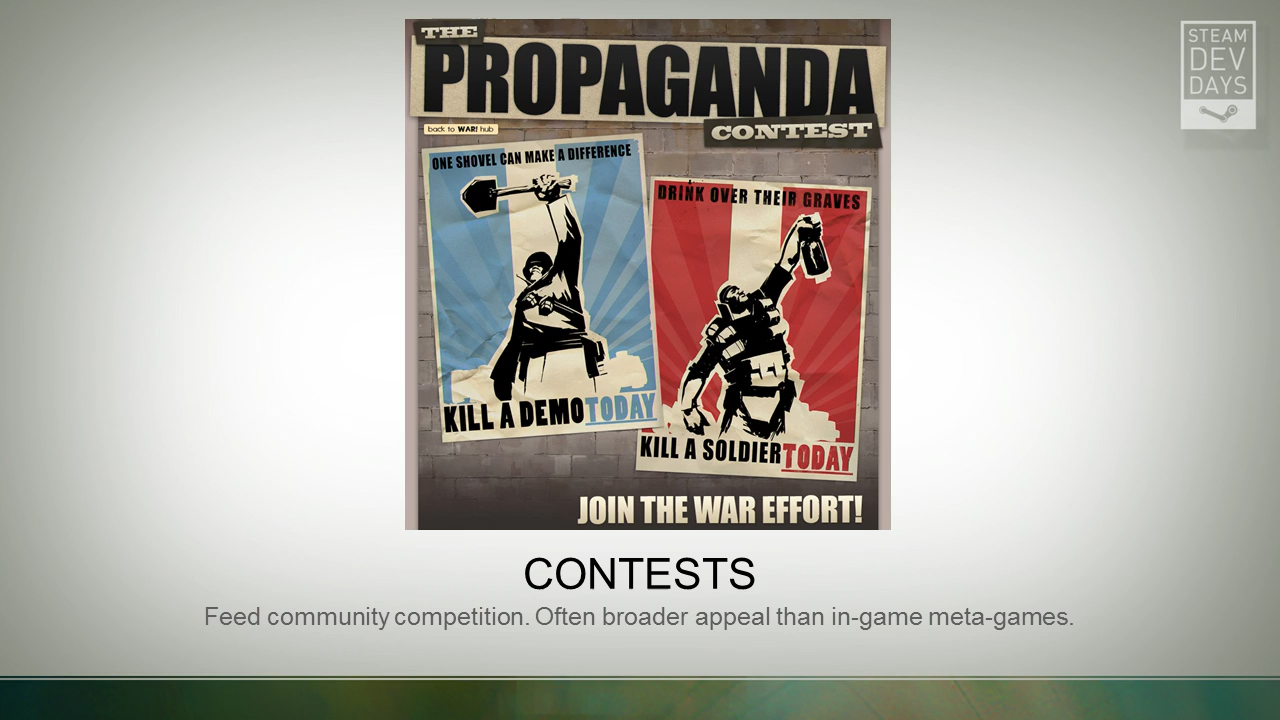 THE
PROPAGANDA
CONTEST
back to WAR! hub
ONE SHOVEL CAN MAKE A DIFFERENCE
KILL A DEMO TODAY
DRINK OVER THEIR GRAVES
KILL A SOLDIER TODAY
JOIN THE WAR EFFORT!
STEAM
DEV
DAYS
CONTESTS
Feed community competition. Often broader appeal than in-game meta-games.